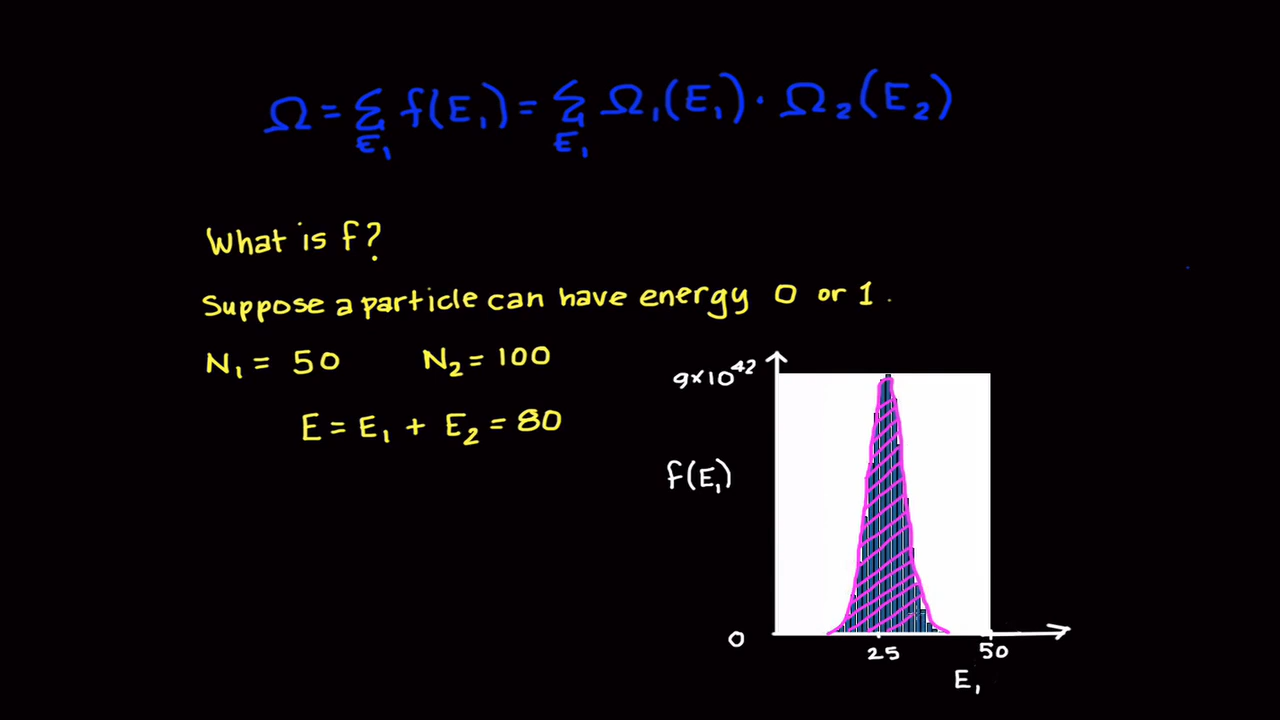 Ω = Σ_{E₁} f(E₁) = Σ_{E₁} Ω₁(E₁) · Ω₂(E₂)
What is f?
Suppose a particle can have energy 0 or 1.
N₁ = 50 N₂ = 100
E = E₁ + E₂ = 80
9×10⁴²
f(E₁)
0
25 50
E₁